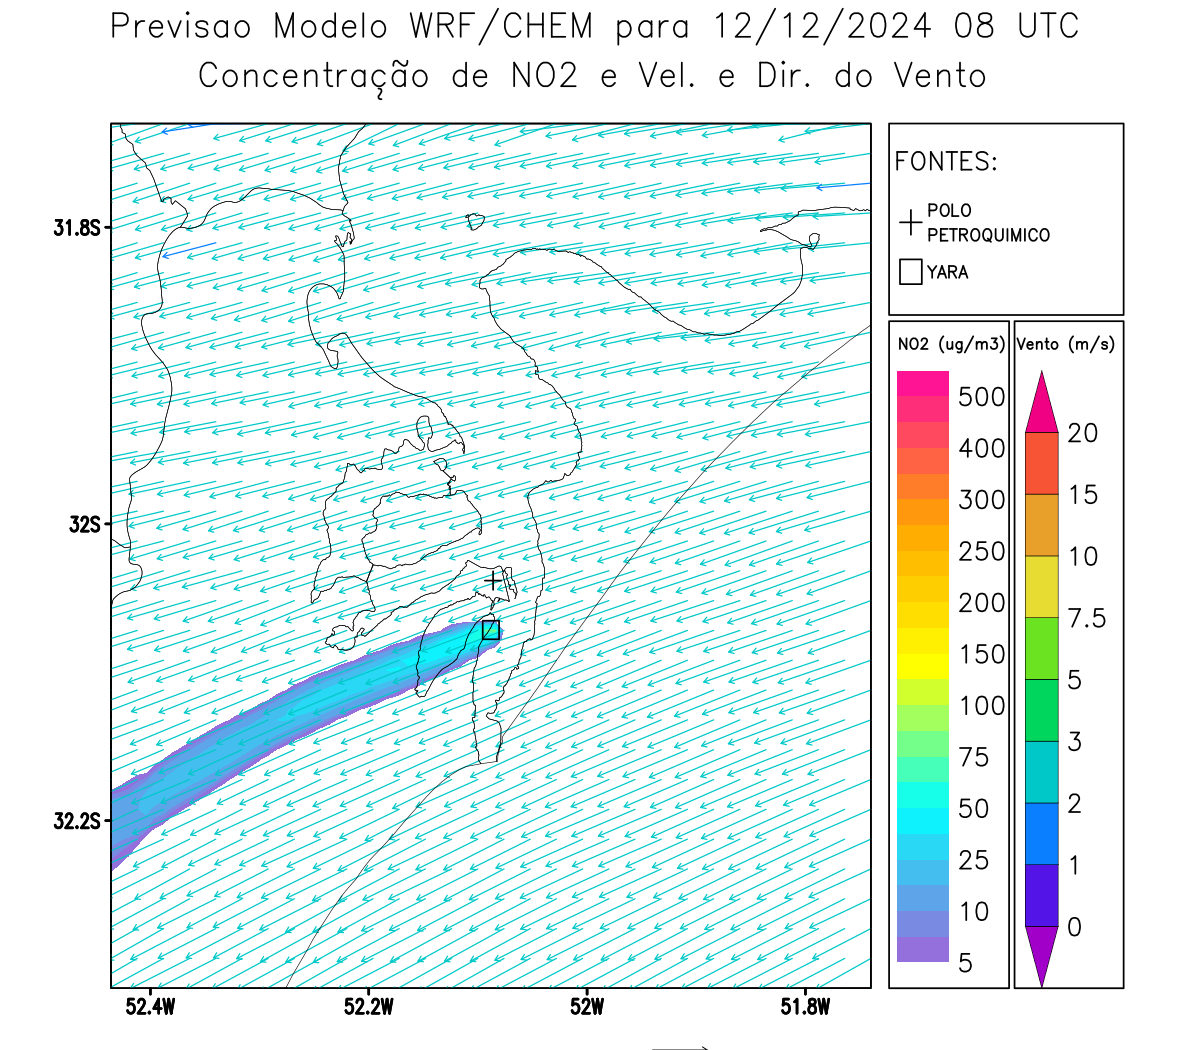 Previsao Modelo WRF/CHEM para 12/12/2024 08 UTC
Concentração de NO2 e Vel. e Dir. do Vento
FONTES:
POLO
PETROQUIMICO
YARA
NO2 (ug/m3)
500
400
300
250
200
150
100
75
50
25
10
5
Vento (m/s)
20
15
10
7.5
5
3
2
1
0
31.8S
32S
32.2S
52.4W
52.2W
52W
51.8W